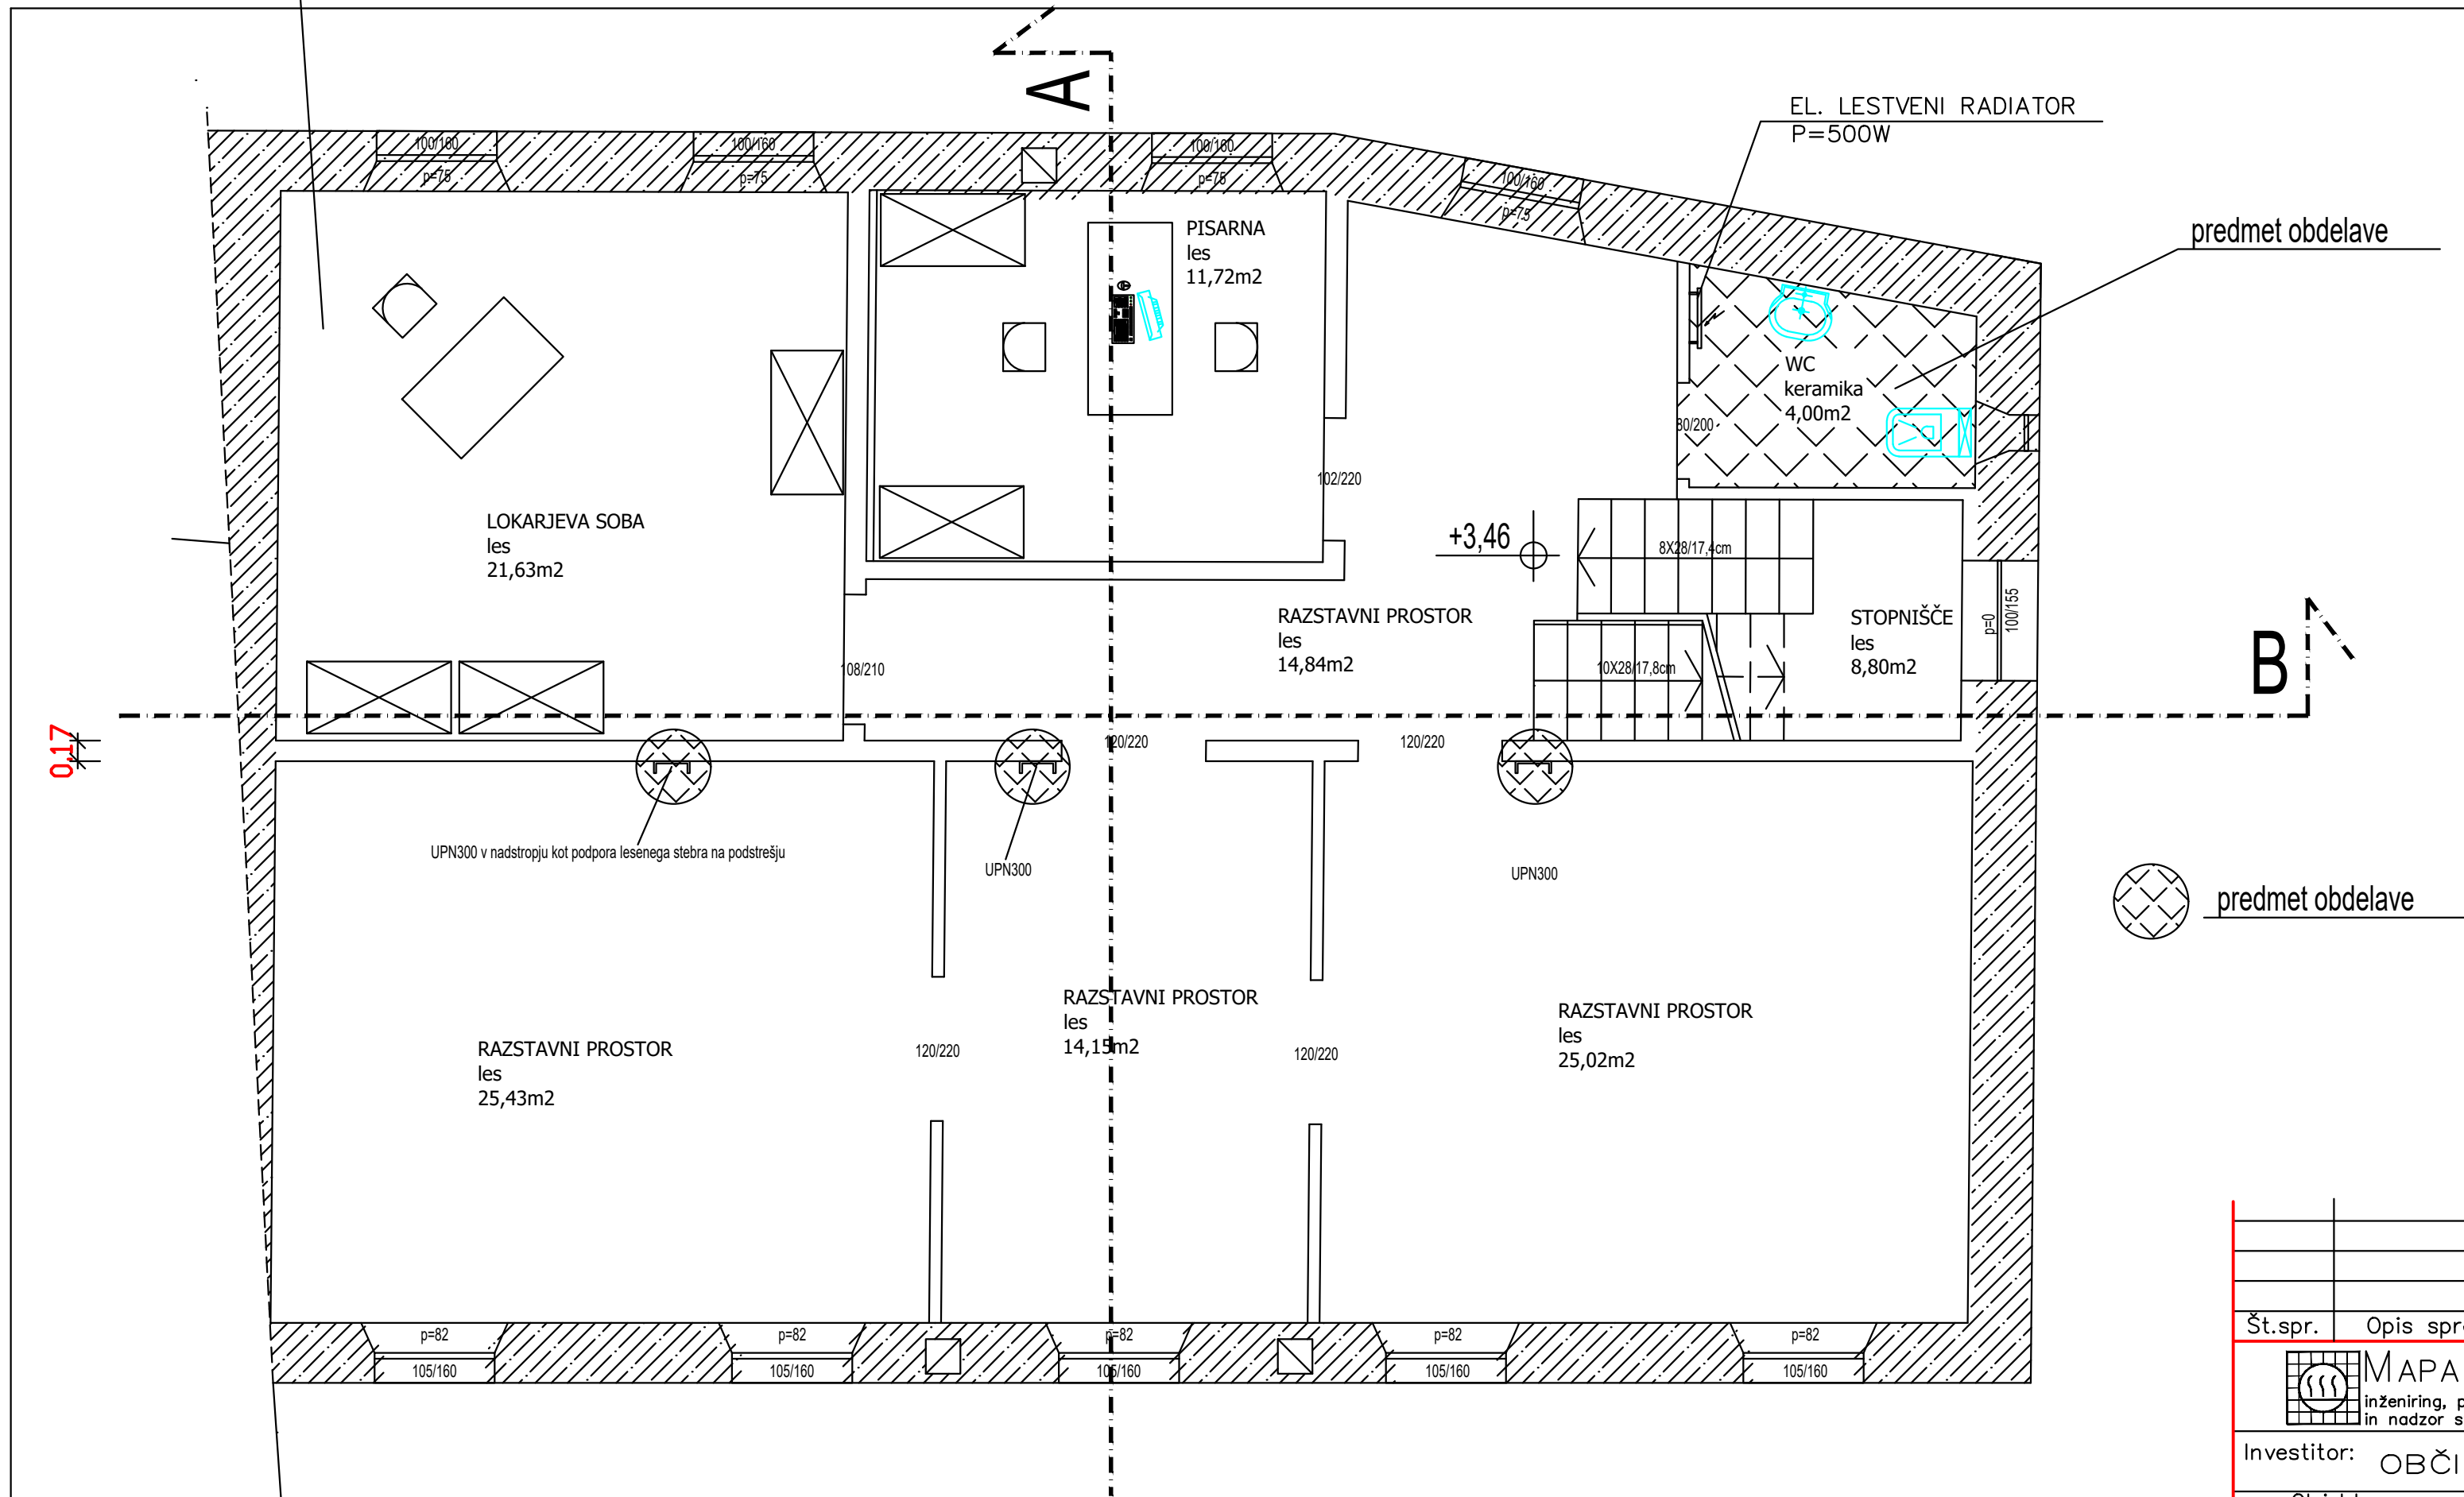 A
EL. LESTVENI RADIATOR
P=500W
100/160
p=75
100/160
p=75
100/160
p=75
100/160
p=75
predmet obdelave
PISARNA
les
11,72m2
WC
keramika
4,00m2
80/200
102/220
LOKARJEVA SOBA
les
21,63m2
+3,46
8X28/17,4cm
RAZSTAVNI PROSTOR
les
14,84m2
STOPNIŠČE
les
8,80m2
p=0
100/155
B
108/210
10X28/17,8cm
0,17
120/220
120/220
UPN300 v nadstropju kot podpora lesenega stebra na podstrešju
UPN300
UPN300
predmet obdelave
RAZSTAVNI PROSTOR
les
25,43m2
120/220
RAZSTAVNI PROSTOR
les
14,15m2
120/220
RAZSTAVNI PROSTOR
les
25,02m2
p=82
105/160
p=82
105/160
p=82
105/160
p=82
105/160
p=82
105/160
Št.spr. Opis spr
MAPA
inženiring, p
in nadzor s
Investitor: OBČI